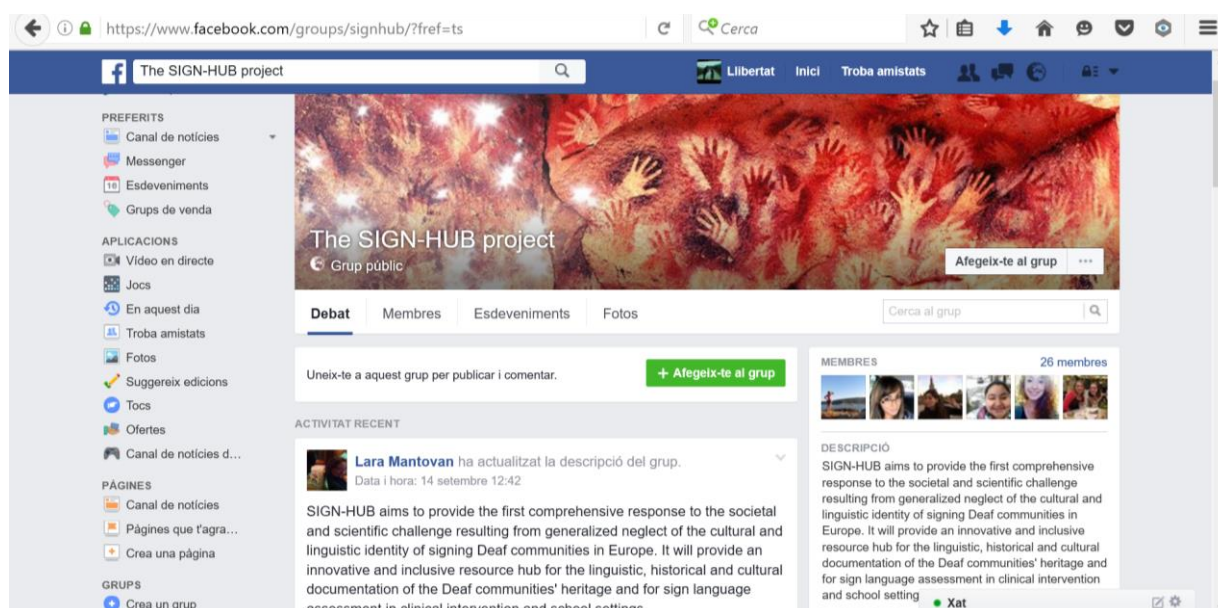 https://www.facebook.com/groups/signhub/?fref=ts
Cerca
The SIGN-HUB project
Llibertat
Inici
Troba amistats
PREFERITS
Canal de notícies
Messenger
Esdeveniments
Grups de venda
APLICACIONS
Vídeo en directe
Jocs
En aquest dia
Troba amistats
Fotos
Suggereix edicions
Tocs
Ofertes
Canal de notícies d...
PÀGINES
Canal de notícies
Pàgines que t'agra...
Crea una pàgina
GRUPS
Crea un grup
The SIGN-HUB project
Grup públic
Afegeix-te al grup
Debat
Membres
Esdeveniments
Fotos
Cerca al grup
Uneix-te a aquest grup per publicar i comentar.
+ Afegeix-te al grup
ACTIVITAT RECENT
Lara Mantovan ha actualitzat la descripció del grup.
Data i hora: 14 setembre 12:42
SIGN-HUB aims to provide the first comprehensive response to the societal
and scientific challenge resulting from generalized neglect of the cultural and
linguistic identity of signing Deaf communities in Europe. It will provide an
innovative and inclusive resource hub for the linguistic, historical and cultural
documentation of the Deaf communities' heritage and for sign language
assessment in clinical intervention and school settings.
MEMBRES
26 membres
DESCRIPCIÓ
SIGN-HUB aims to provide the first comprehensive
response to the societal and scientific challenge
resulting from generalized neglect of the cultural and
linguistic identity of signing Deaf communities in
Europe. It will provide an innovative and inclusive
resource hub for the linguistic, historical and cultural
documentation of the Deaf communities' heritage and
for sign language assessment in clinical intervention
and school setting
Xat